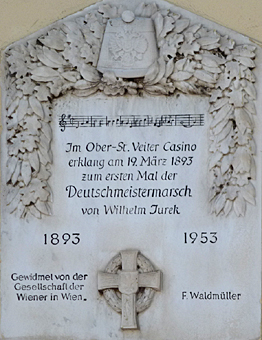 Im Ober-St. Veiter Casino
erklang am 19. März 1893
zum ersten Mal der
Deutschmeistermarsch
von Wilhelm Jurek
1893 1953
Gewidmet von der
Gesellschaft der
Wiener in Wien„
F. Waldmüller